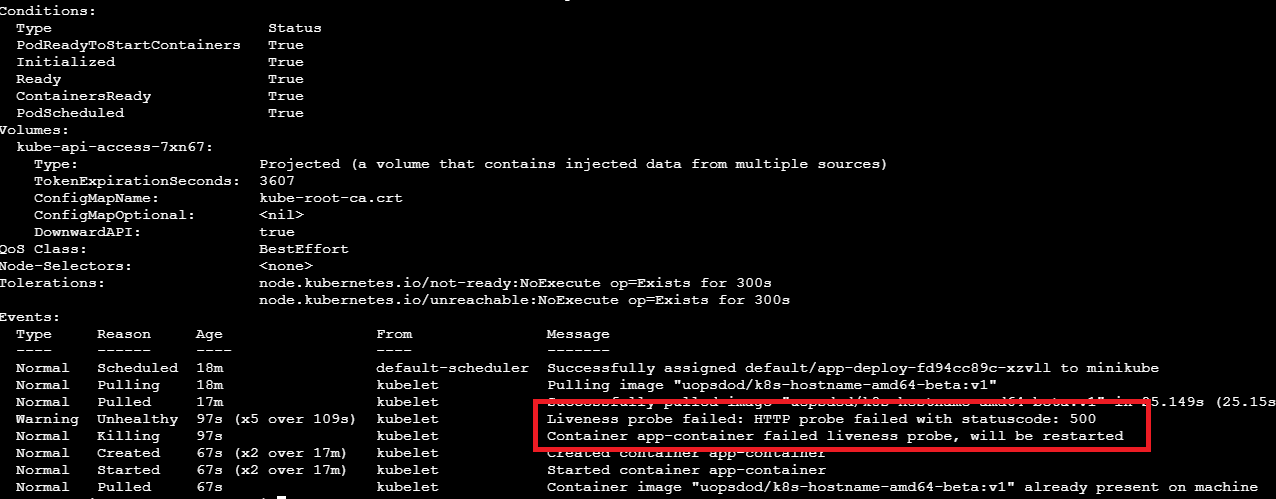 Conditions:
Type Status
PodReadyToStartContainers True
Initialized True
Ready True
ContainersReady True
PodScheduled True
Volumes:
kube-api-access-7xn67:
Type: Projected (a volume that contains injected data from multiple sources)
TokenExpirationSeconds: 3607
ConfigMapName: kube-root-ca.crt
ConfigMapOptional: <nil>
DownwardAPI: true
QoS Class: BestEffort
Node-Selectors: <none>
Tolerations: node.kubernetes.io/not-ready:NoExecute op=Exists for 300s
node.kubernetes.io/unreachable:NoExecute op=Exists for 300s
Events:
Type Reason Age From Message
---- ------ ---- ---- -------
Normal Scheduled 18m default-scheduler Successfully assigned default/app-deploy-fd94cc89c-xzvll to minikube
Normal Pulling 18m kubelet Pulling image "uopsdod/k8s-hostname-amd64-beta:v1"
Normal Pulled 17m kubelet Successfully pulled image "uopsdod/k8s-hostname-amd64-beta:v1" in 25.149s (25.15s
Warning Unhealthy 97s (x5 over 109s) kubelet Liveness probe failed: HTTP probe failed with statuscode: 500
Normal Killing 97s kubelet Container app-container failed liveness probe, will be restarted
Normal Created 67s (x2 over 17m) kubelet Created container app-container
Normal Started 67s (x2 over 17m) kubelet Started container app-container
Normal Pulled 67s kubelet Container image "uopsdod/k8s-hostname-amd64-beta:v1" already present on machine